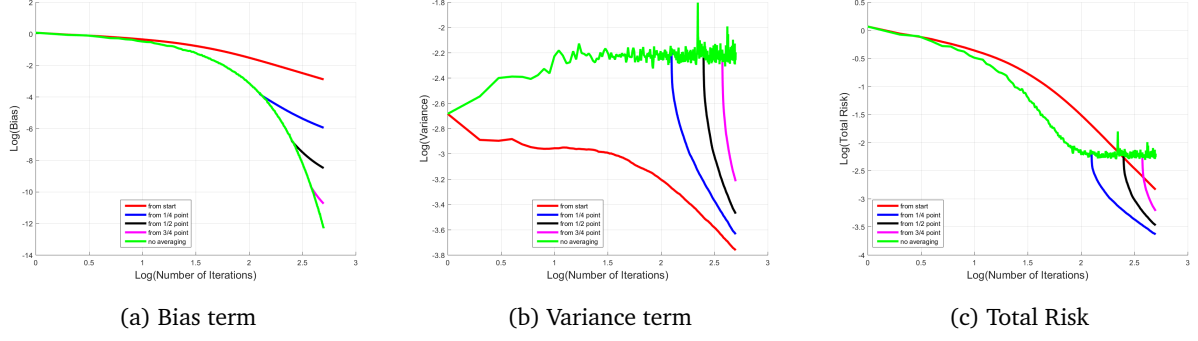 2
0
-2
-4
-6
-8
-10
-12
-14
Log(Bias)
from start
from 1/4 point
from 1/2 point
from 3/4 point
no averaging
0
0.5
1
1.5
2
2.5
3
Log(Number of Iterations)
(a) Bias term
-1.8
-2
-2.2
-2.4
-2.6
-2.8
-3
-3.2
-3.4
-3.6
-3.8
Log(Variance)
from start
from 1/4 point
from 1/2 point
from 3/4 point
no averaging
0
0.5
1
1.5
2
2.5
3
Log(Number of Iterations)
(b) Variance term
0.5
0
-0.5
-1
-1.5
-2
-2.5
-3
-3.5
-4
Log(Total Risk)
from start
from 1/4 point
from 1/2 point
from 3/4 point
no averaging
0
0.5
1
1.5
2
2.5
3
Log(Number of Iterations)
(c) Total Risk